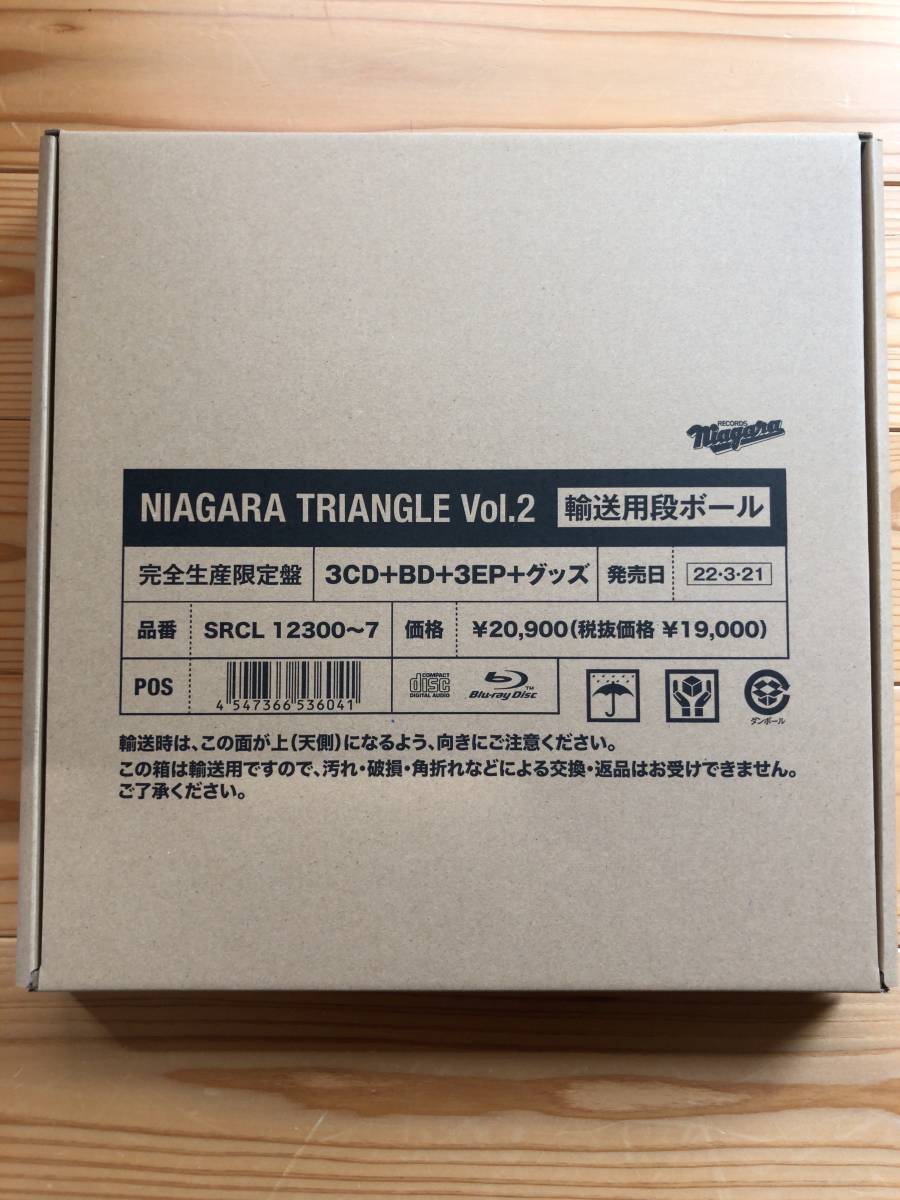 RECORDS
Niagara
NIAGARA TRIANGLE Vol.2 輸送用段ボール
完全生産限定盤 3CD+BD+3EP+グッズ 発売日 22・3・21
品番 SRCL 12300〜7 価格 ¥20,900(税抜価格 ¥19,000)
POS 4 547366 536041 COMPACT disc DIGITAL AUDIO Blu-ray Disc TM ダンボール
輸送時は、この面が上(天側)になるよう、向きにご注意ください。
この箱は輸送用ですので、汚れ・破損・角折れなどによる交換・返品はお受けできません。
ご了承ください。